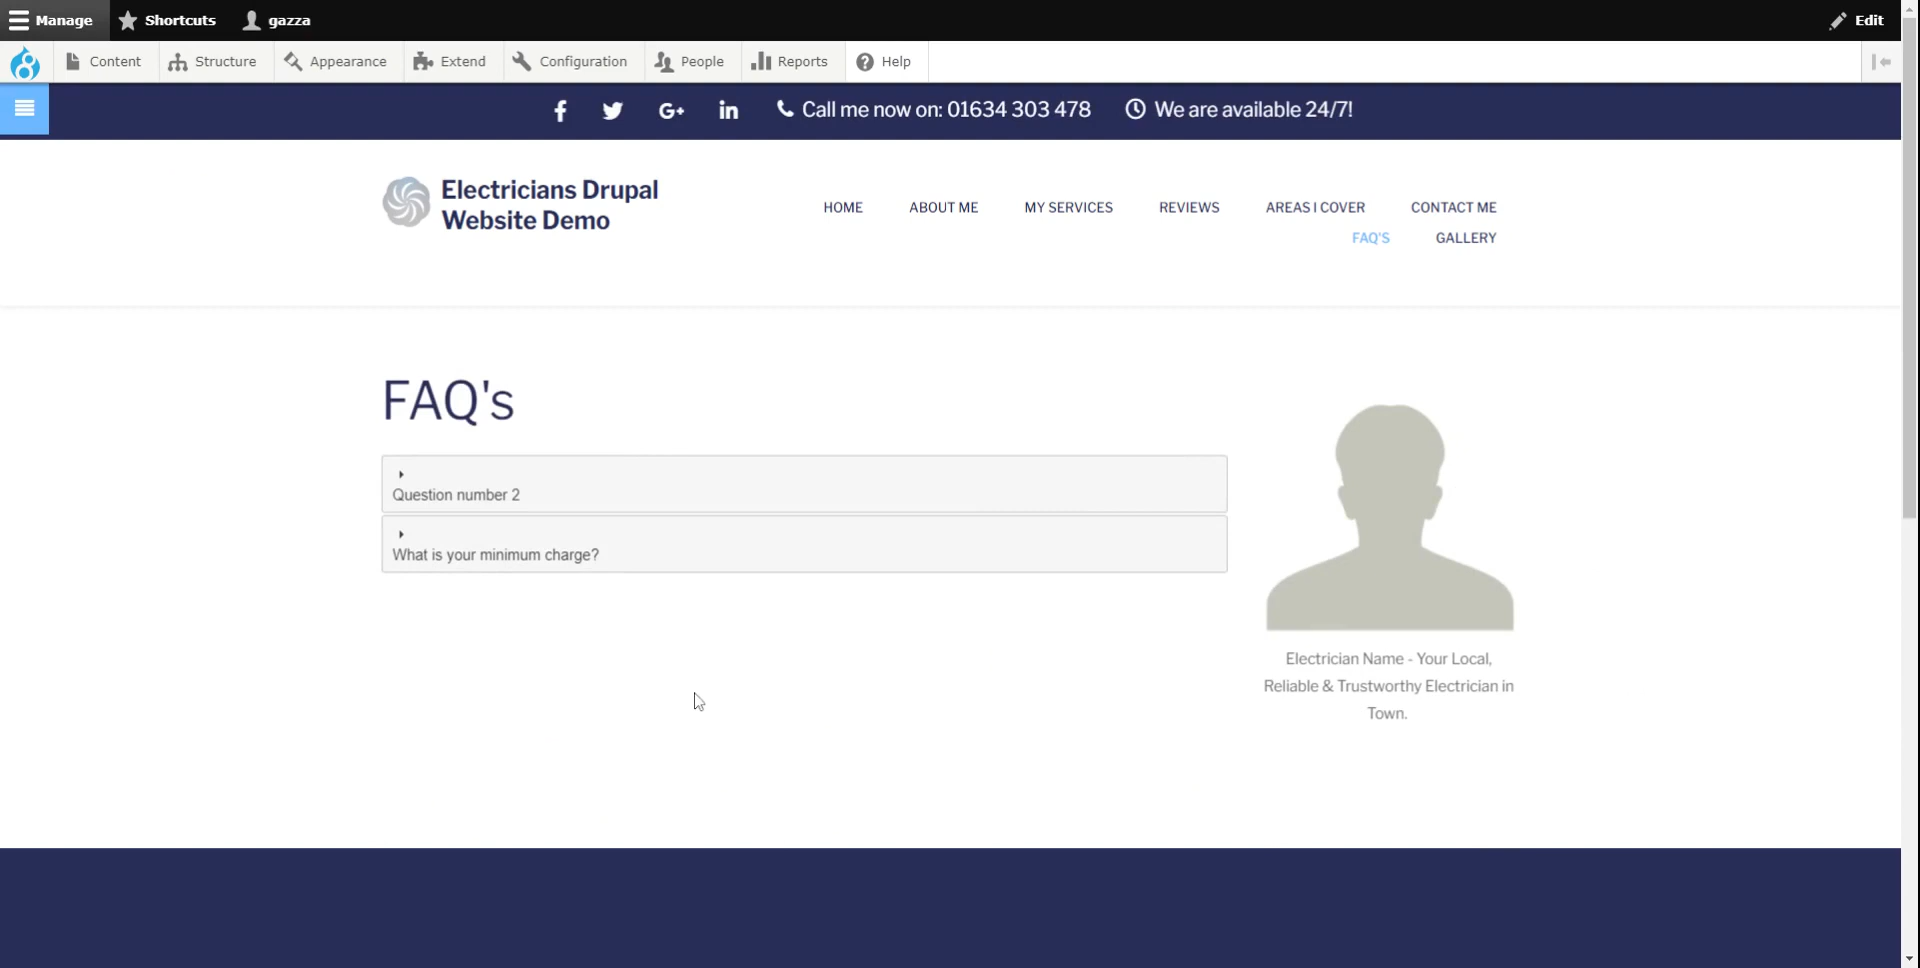 Manage Shortcuts gazza Edit
Content Structure Appearance Extend Configuration People Reports Help
G+ in Call me now on: 01634 303 478 We are available 24/7!
Electricians Drupal
Website Demo
HOME ABOUT ME MY SERVICES REVIEWS AREAS I COVER CONTACT ME
FAQ'S GALLERY
FAQ's
Question number 2
What is your minimum charge?
Electrician Name - Your Local,
Reliable & Trustworthy Electrician in
Town.